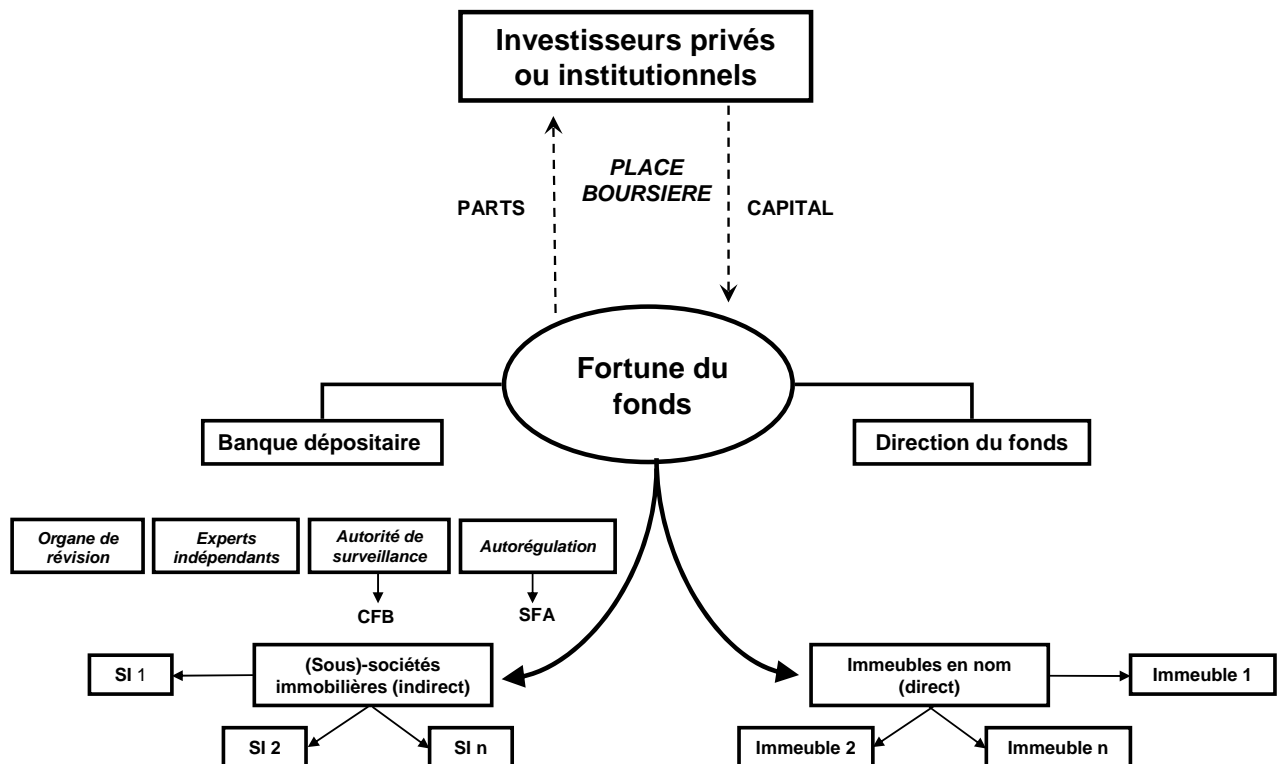 Investisseurs privés
ou institutionnels
PLACE
BOURSIERE
PARTS
CAPITAL
Fortune du
fonds
Banque dépositaire
Direction du fonds
Organe de
révision
Experts
indépendants
Autorité de
surveillance
Autorégulation
CFB
SFA
(Sous)-sociétés
immobilières (indirect)
SI 1
SI 2
SI n
Immeubles en nom
(direct)
Immeuble 1
Immeuble 2
Immeuble n